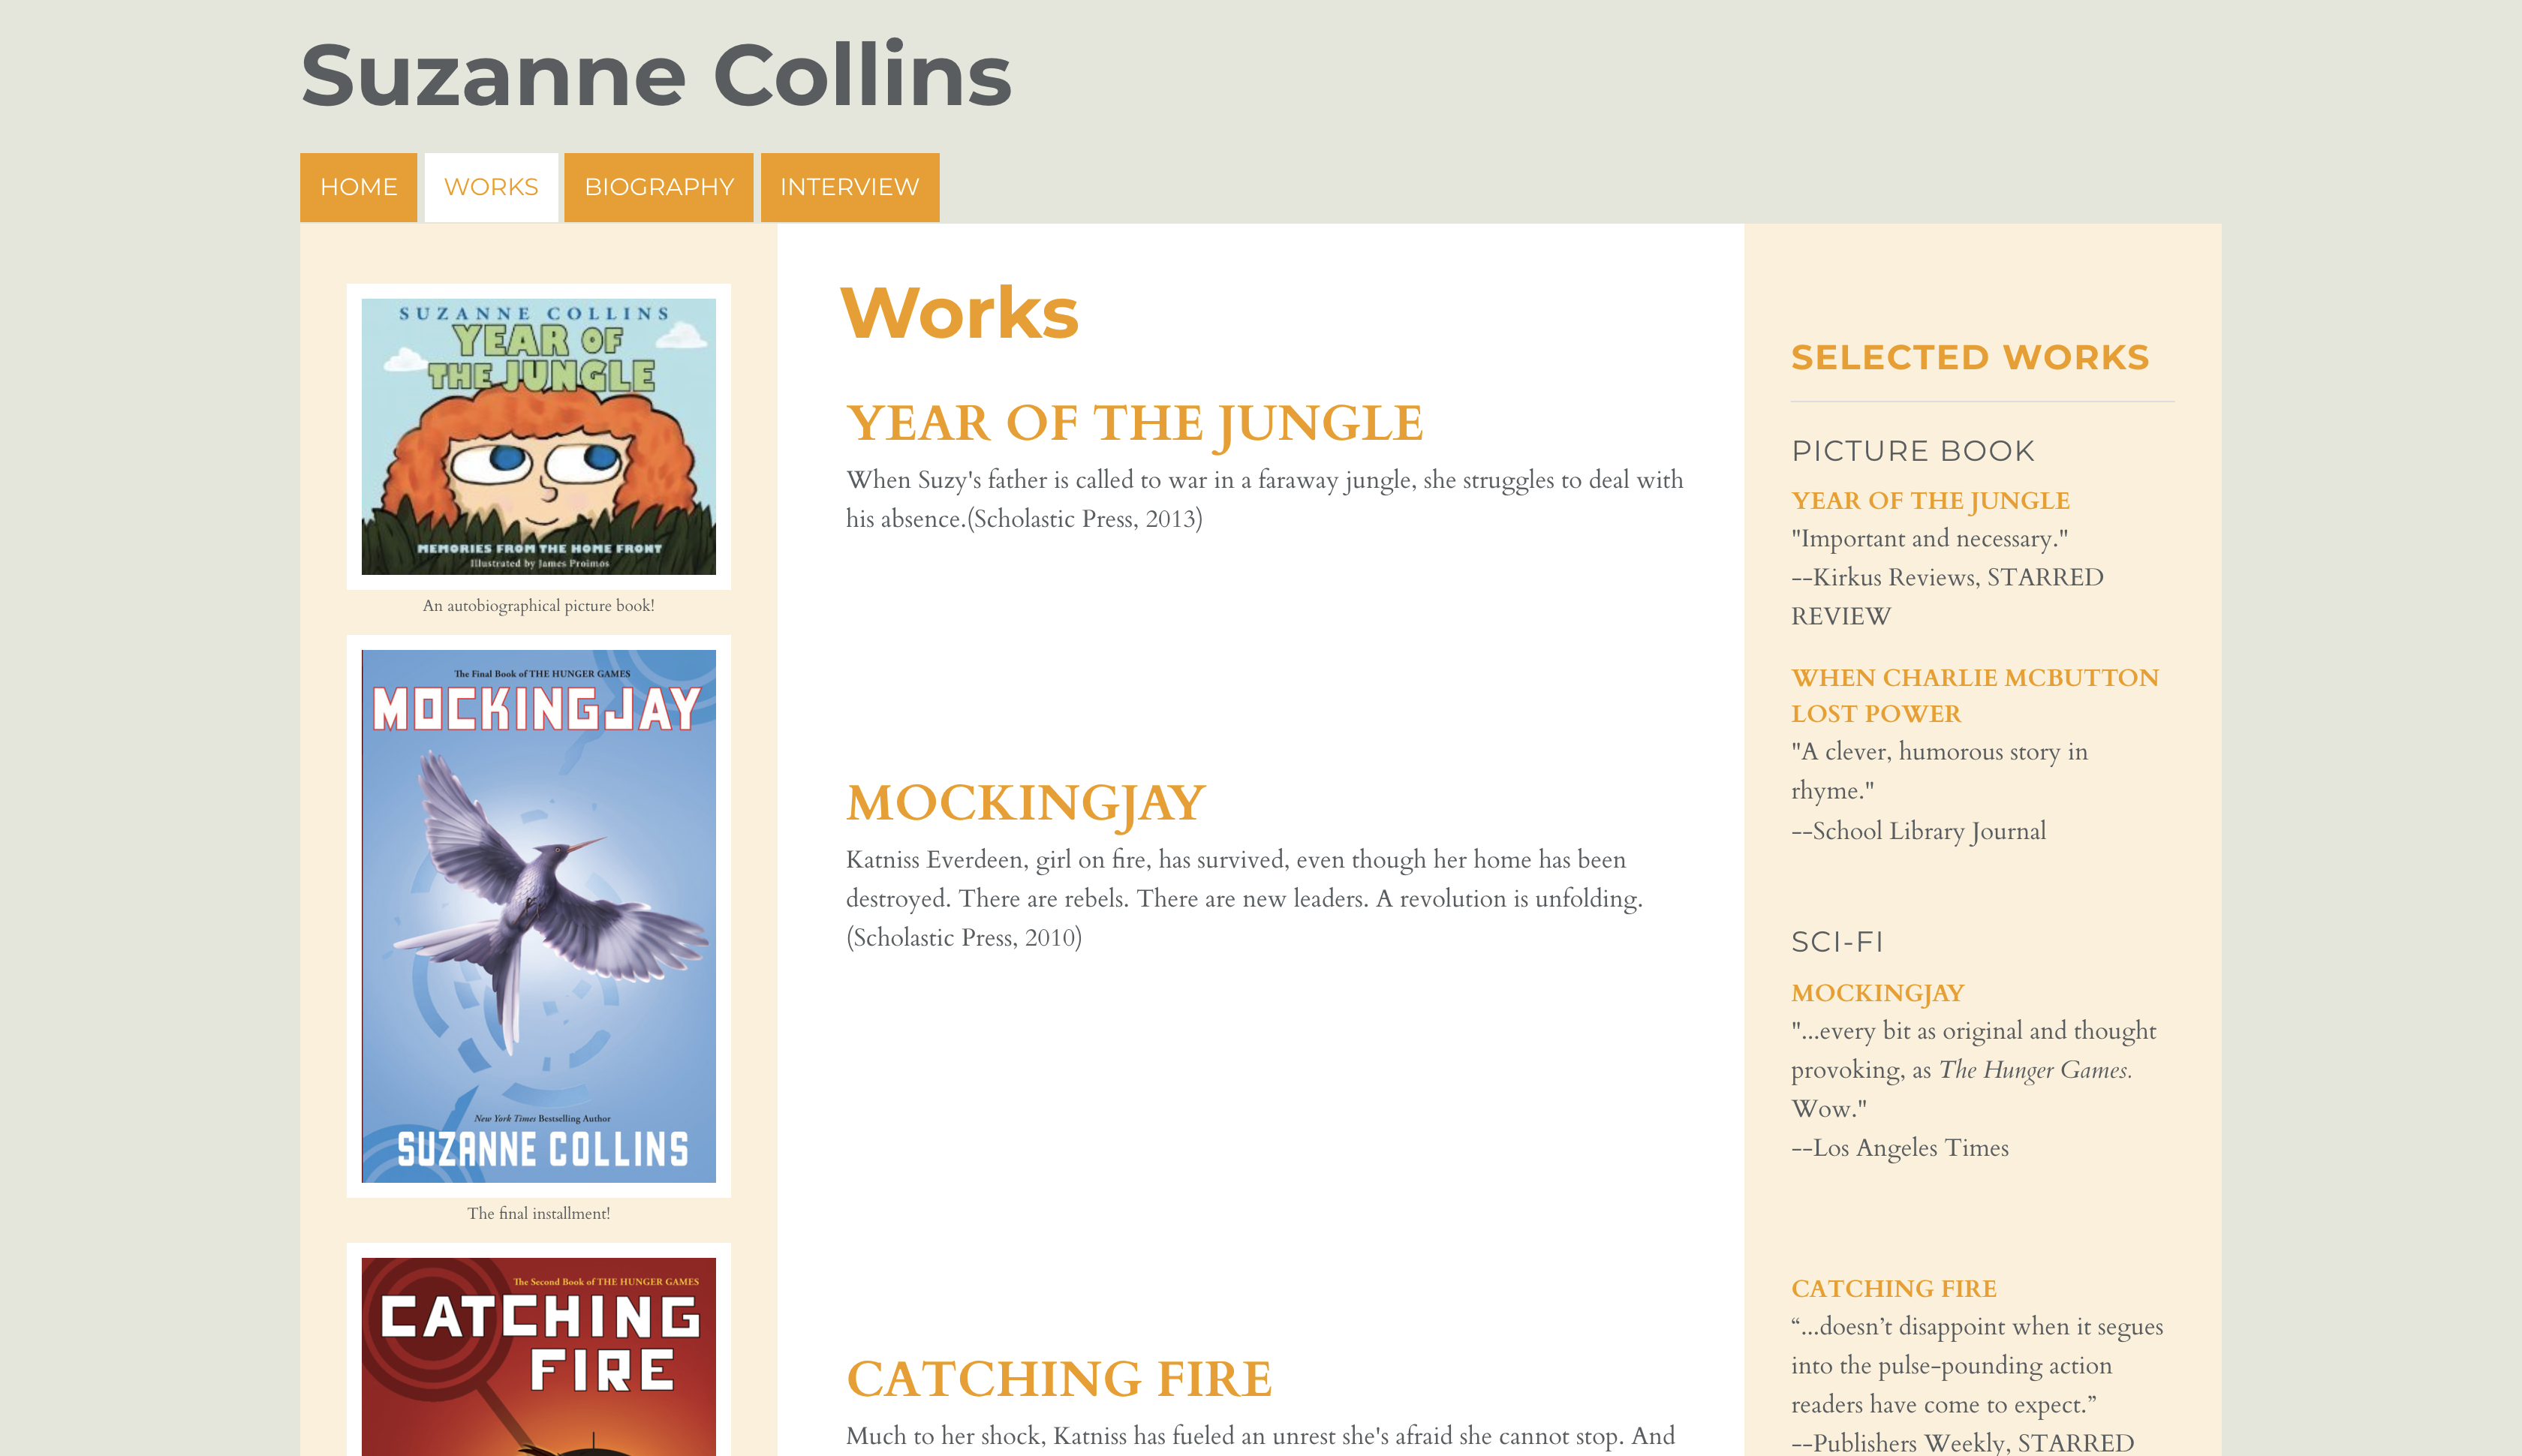 Suzanne Collins
HOME
WORKS
BIOGRAPHY
INTERVIEW
SUZANNE COLLINS
YEAR OF
THE JUNGLE
MEMORIES FROM THE HOME FRONT
Illustrated by James Proimos
An autobiographical picture book!
The Final Book of THE HUNGER GAMES
MOCKINGJAY
New York Times Bestselling Author
SUZANNE COLLINS
The final installment!
The Second Book of THE HUNGER GAMES
CATCHING
FIRE
Works
YEAR OF THE JUNGLE
When Suzy's father is called to war in a faraway jungle, she struggles to deal with
his absence.(Scholastic Press, 2013)
MOCKINGJAY
Katniss Everdeen, girl on fire, has survived, even though her home has been
destroyed. There are rebels. There are new leaders. A revolution is unfolding.
(Scholastic Press, 2010)
CATCHING FIRE
Much to her shock, Katniss has fueled an unrest she's afraid she cannot stop. And
SELECTED WORKS
PICTURE BOOK
YEAR OF THE JUNGLE
"Important and necessary."
--Kirkus Reviews, STARRED
REVIEW
WHEN CHARLIE MCBUTTON
LOST POWER
"A clever, humorous story in
rhyme."
--School Library Journal
SCI-FI
MOCKINGJAY
"...every bit as original and thought
provoking, as The Hunger Games.
Wow."
--Los Angeles Times
CATCHING FIRE
“...doesn’t disappoint when it segues
into the pulse-pounding action
readers have come to expect.”
--Publishers Weekly, STARRED